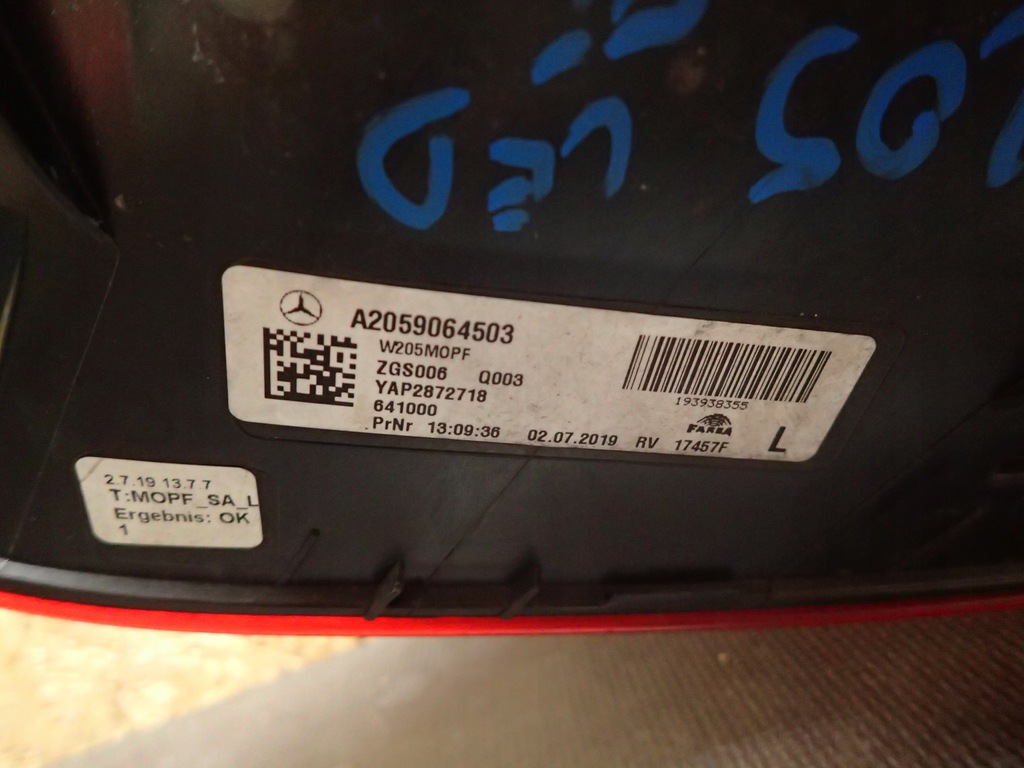 205
LED
A2059064503
W205MOPF
ZGS006 Q003
YAP2872718
641000
PrNr 13:09:36 02.07.2019 RV 17457F L
193938355
FARBA
2.7.19 13.7.7
T:MOPF_SA_L
Ergebnis: OK
1